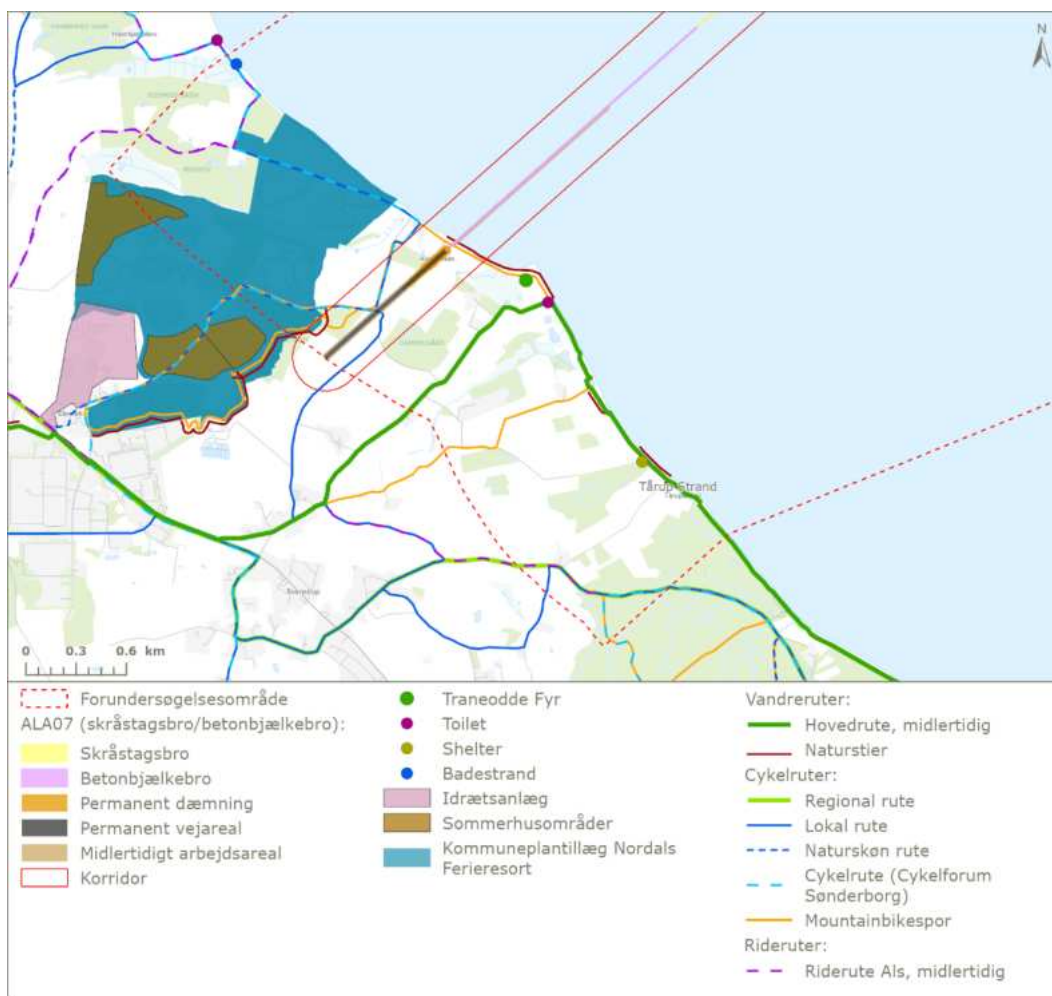 N
Tårup Strand
0 0.3 0.6 km
Forundersøgelsesområde
ALA07 (skråstagsbro/betonbjælkebro):
Skråstagsbro
Betonbjælkebro
Permanent dæmning
Permanent vejareal
Midlertidigt arbejdsareal
Korridor
Traneodde Fyr
Toilet
Shelter
Badestrand
Idrætsanlæg
Sommerhusområder
Kommuneplantillæg Nordals
Ferieresort
Vandreruter:
Hovedrute, midlertidig
Naturstier
Cykelruter:
Regional rute
Lokal rute
Naturskøn rute
Cykelrute (Cykelforum
Sønderborg)
Mountainbikespor
Rideruter:
Riderute Als, midlertidig